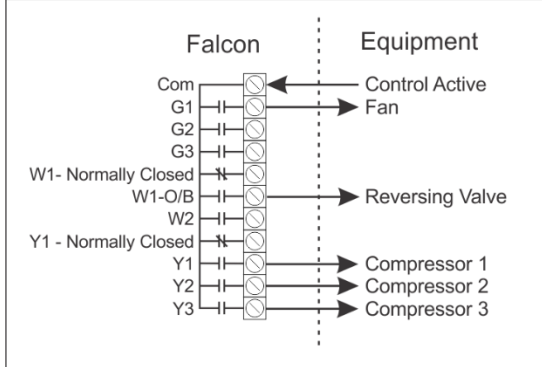 Falcon Equipment
Com Control Active
G1 Fan
G2
G3
W1- Normally Closed
W1-O/B Reversing Valve
W2
Y1 - Normally Closed
Y1 Compressor 1
Y2 Compressor 2
Y3 Compressor 3